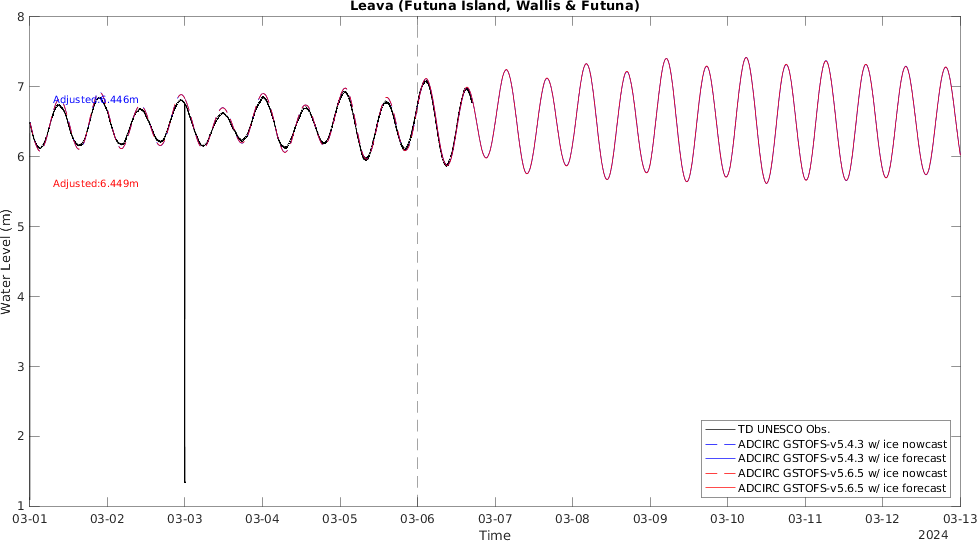 Leava (Futuna Island, Wallis & Futuna)
8
7
6
5
4
3
2
1
Water Level (m)
Adjusted:6.446m
Adjusted:6.449m
TD UNESCO Obs.
ADCIRC GSTOFS-v5.4.3 w/ ice nowcast
ADCIRC GSTOFS-v5.4.3 w/ ice forecast
ADCIRC GSTOFS-v5.6.5 w/ ice nowcast
ADCIRC GSTOFS-v5.6.5 w/ ice forecast
03-01 03-02 03-03 03-04 03-05 03-06 03-07 03-08 03-09 03-10 03-11 03-12 03-13
Time
2024